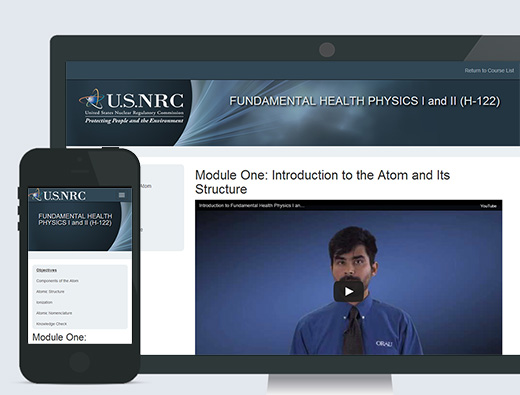 Return to Course List
U.S.NRC
United States Nuclear Regulatory Commission
Protecting People and the Environment
FUNDAMENTAL HEALTH PHYSICS I and II (H-122)
Atom
Module One: Introduction to the Atom and Its
Structure
Introduction to Fundamental Health Physics I an...
YouTube
ORAU
U.S.NRC
FUNDAMENTAL HEALTH
PHYSICS I and II (H-122)
Objectives
Components of the Atom
Atomic Structure
Ionization
Atomic Nomenclature
Knowledge Check
Module One: